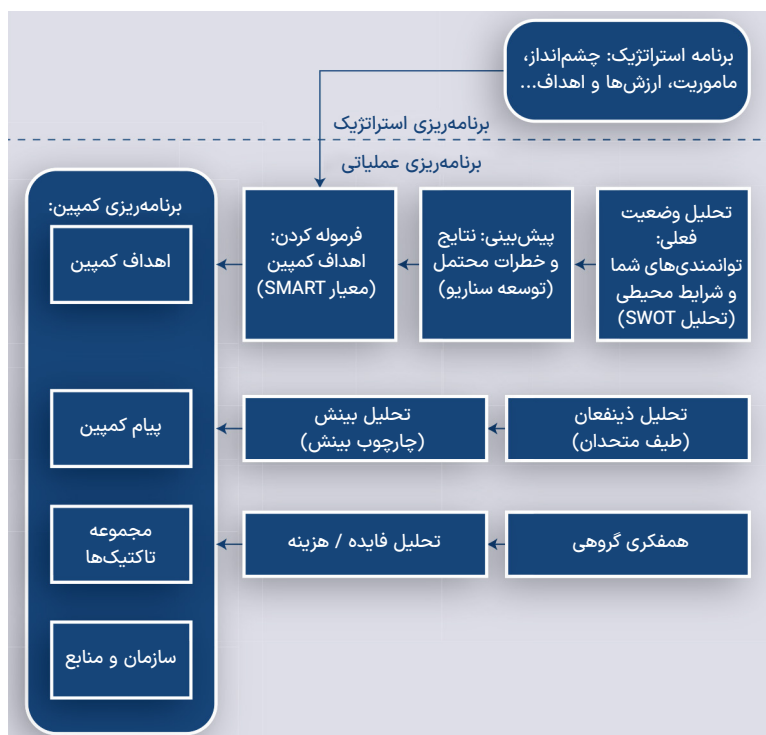 برنامه استراتژیک: چشم‌انداز،
ماموریت، ارزش‌ها و اهداف...
برنامه‌ریزی استراتژیک
برنامه‌ریزی عملیاتی
تحلیل وضعیت
فعلی:
توانمندی‌های شما
و شرایط محیطی
(تحلیل SWOT)
پیش‌بینی: نتایج
و خطرات محتمل
(توسعه سناریو)
فرموله کردن:
اهداف کمپین
(معیار SMART)
برنامه‌ریزی کمپین:
اهداف کمپین
تحلیل ذینفعان
(طیف متحدان)
تحلیل بینش
(چارچوب بینش)
پیام کمپین
همفکری گروهی
تحلیل فایده / هزینه
مجموعه
تاکتیک‌ها
سازمان و منابع